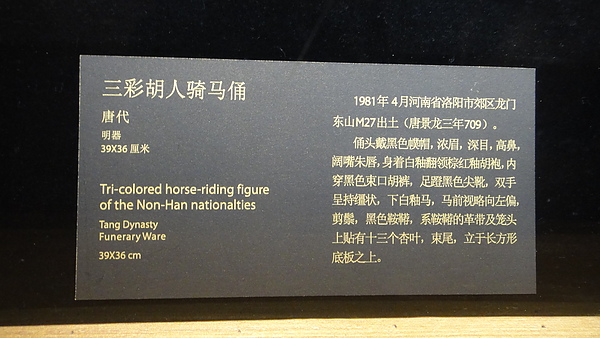 三彩胡人骑马俑
唐代
明器
39X36 厘米
Tri-colored horse-riding figure
of the Non-Han nationalties
Tang Dynasty
Funerary Ware
39X36 cm
1981年4月河南省洛阳市郊区龙门
东山M27出土（唐景龙三年709）。
俑头戴黑色幞帽，浓眉，深目，高鼻，
阔嘴朱唇，身着白釉翻领棕红釉胡袍，内
穿黑色束口胡裤，足蹬黑色尖靴，双手
呈持缰状，下白釉马，马前视略向左偏，
剪鬃，黑色鞍鞯，系鞍鞯的革带及笼头
上贴有十三个杏叶，束尾，立于长方形
底板之上。